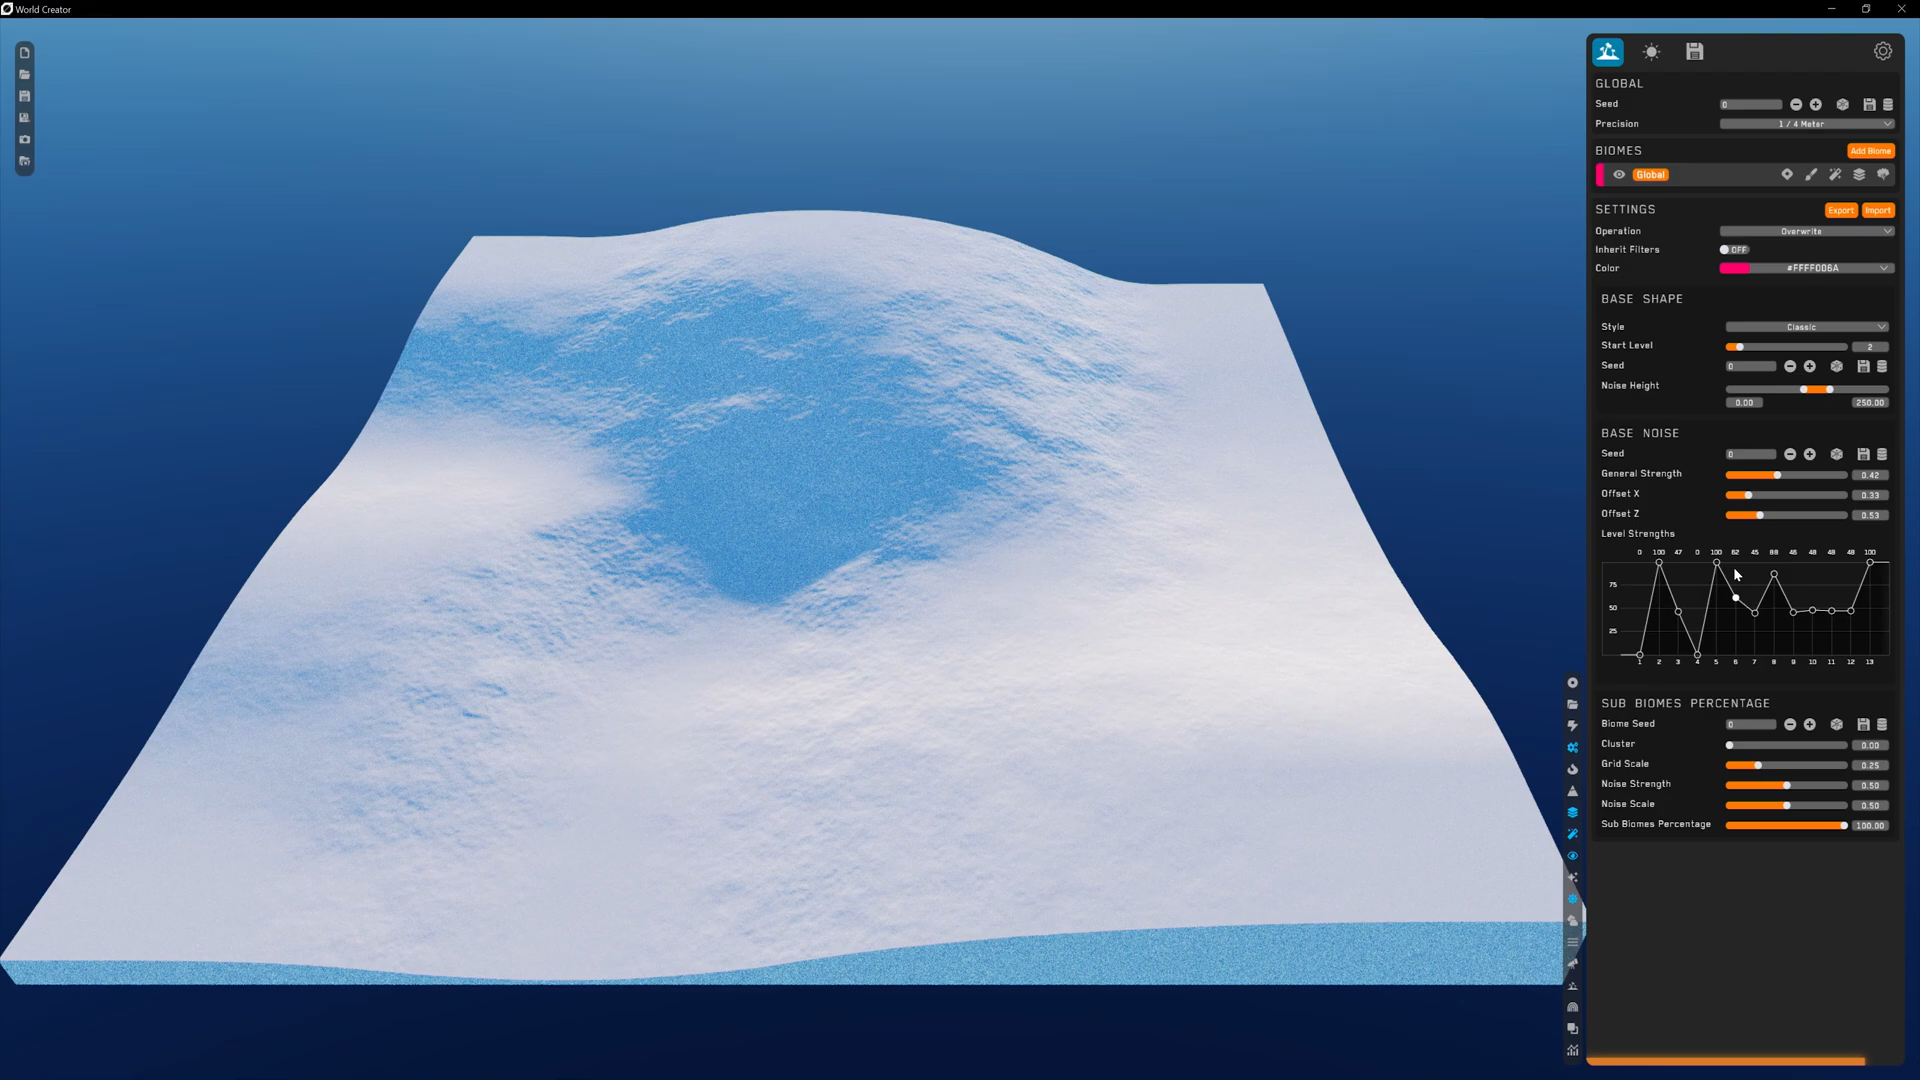 World Creator
GLOBAL
Seed 0
Precision 1 / 4 Meter
BIOMES Add Biome
Global
SETTINGS Export Import
Operation Overwrite
Inherit Filters OFF
Color #FFFF006A
BASE SHAPE
Style Classic
Start Level 2
Seed 0
Noise Height
0.00 250.00
BASE NOISE
Seed 0
General Strength 0.42
Offset X 0.33
Offset Z 0.53
Level Strengths
0 100 47 0 100 62 45 88 46 48 48 48 100
75
50
25
1 2 3 4 5 6 7 8 9 10 11 12 13
SUB BIOMES PERCENTAGE
Biome Seed 0
Cluster 0.00
Grid Scale 0.25
Noise Strength 0.50
Noise Scale 0.50
Sub Biomes Percentage 100.00